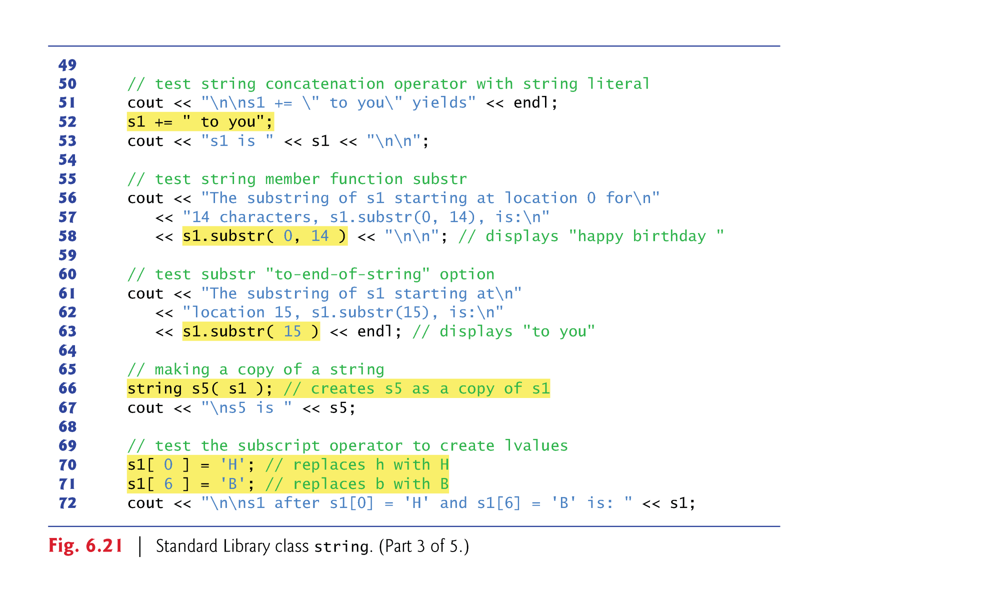 49
50 // test string concatenation operator with string literal
51 cout << "\n\ns1 += \" to you\" yields" << endl;
52 s1 += " to you";
53 cout << "s1 is " << s1 << "\n\n";
54
55 // test string member function substr
56 cout << "The substring of s1 starting at location 0 for\n"
57    << "14 characters, s1.substr(0, 14), is:\n"
58    << s1.substr( 0, 14 ) << "\n\n"; // displays "happy birthday "
59
60 // test substr "to-end-of-string" option
61 cout << "The substring of s1 starting at\n"
62    << "location 15, s1.substr(15), is:\n"
63    << s1.substr( 15 ) << endl; // displays "to you"
64
65 // making a copy of a string
66 string s5( s1 ); // creates s5 as a copy of s1
67 cout << "\ns5 is " << s5;
68
69 // test the subscript operator to create lvalues
70 s1[ 0 ] = 'H'; // replaces h with H
71 s1[ 6 ] = 'B'; // replaces b with B
72 cout << "\n\ns1 after s1[0] = 'H' and s1[6] = 'B' is: " << s1;
Fig. 6.21 | Standard Library class string. (Part 3 of 5.)